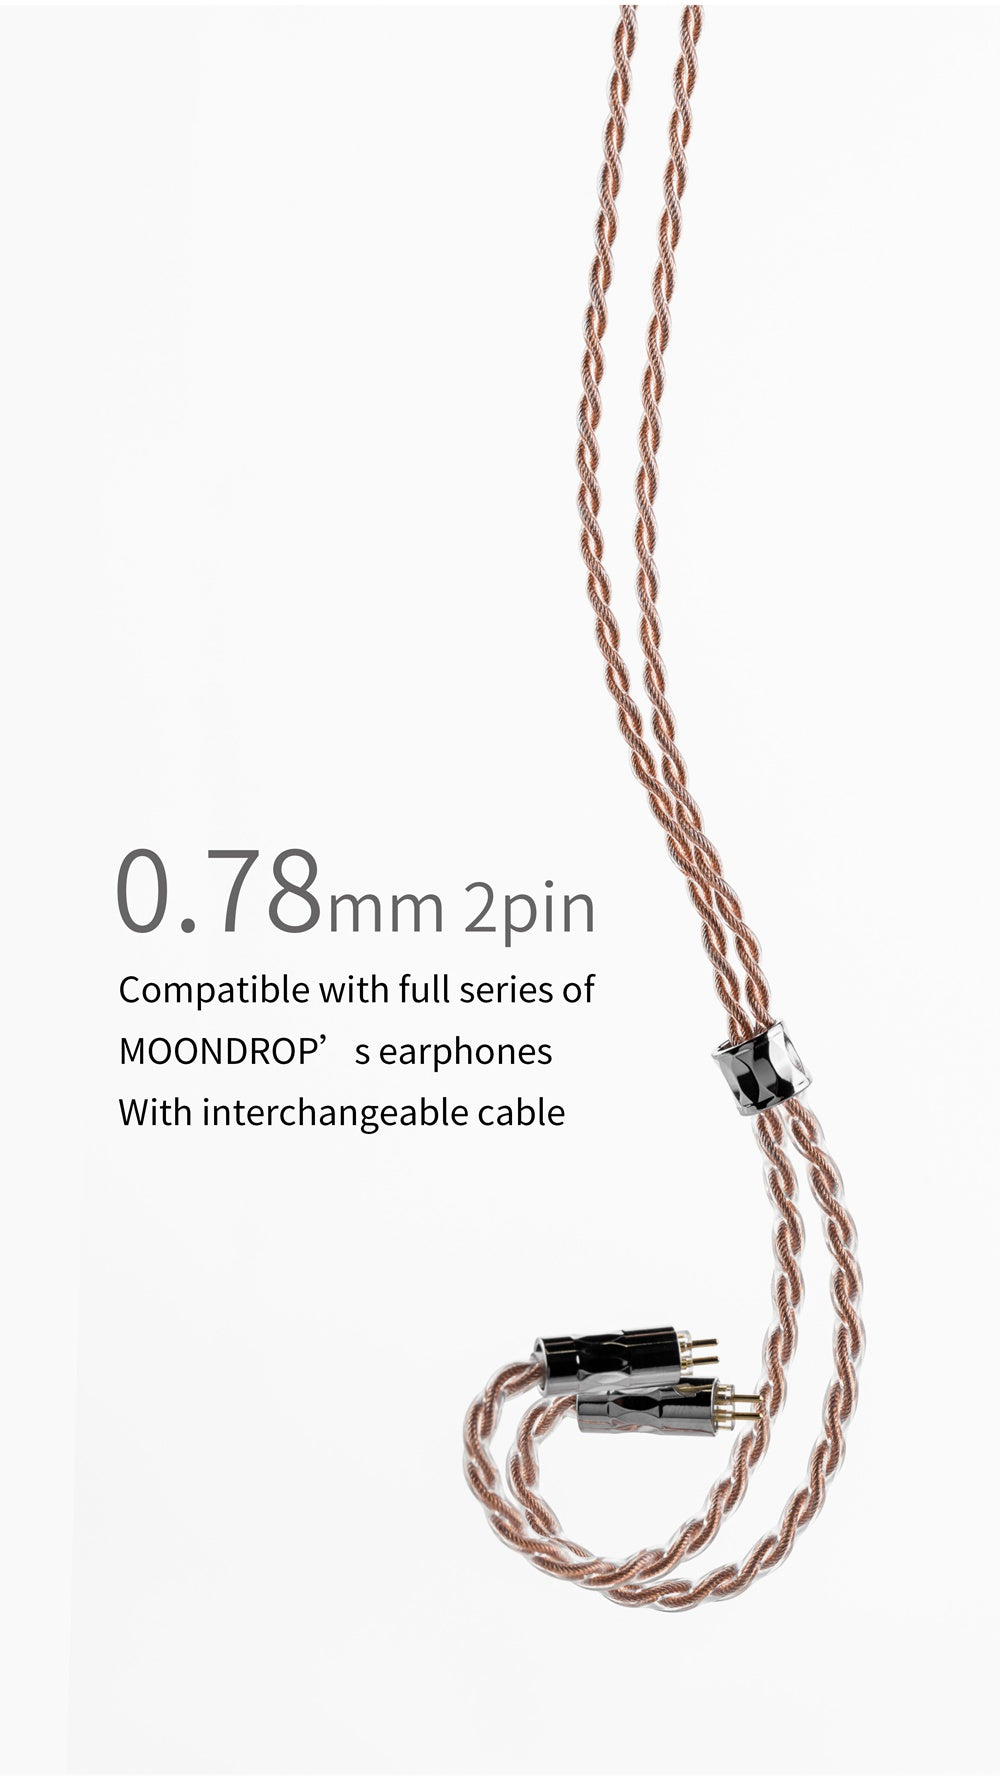 0.78mm 2pin
Compatible with full series of
MOONDROP’ s earphones
With interchangeable cable